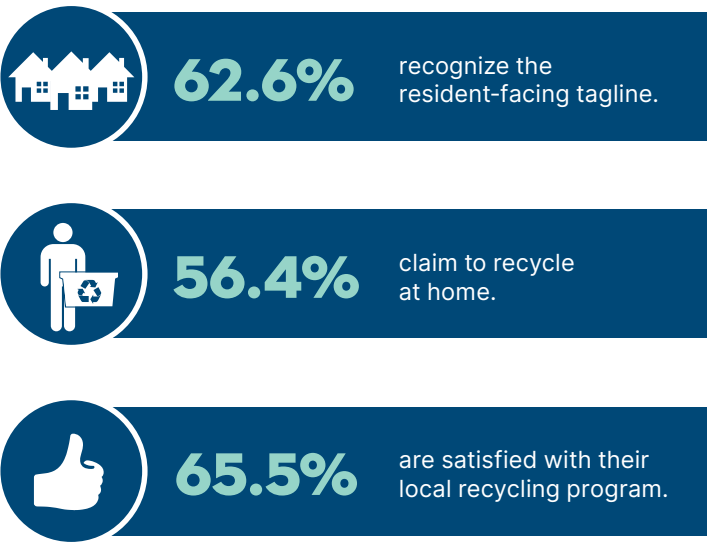 62.6%
recognize the
resident-facing tagline.
56.4%
claim to recycle
at home.
65.5%
are satisfied with their
local recycling program.